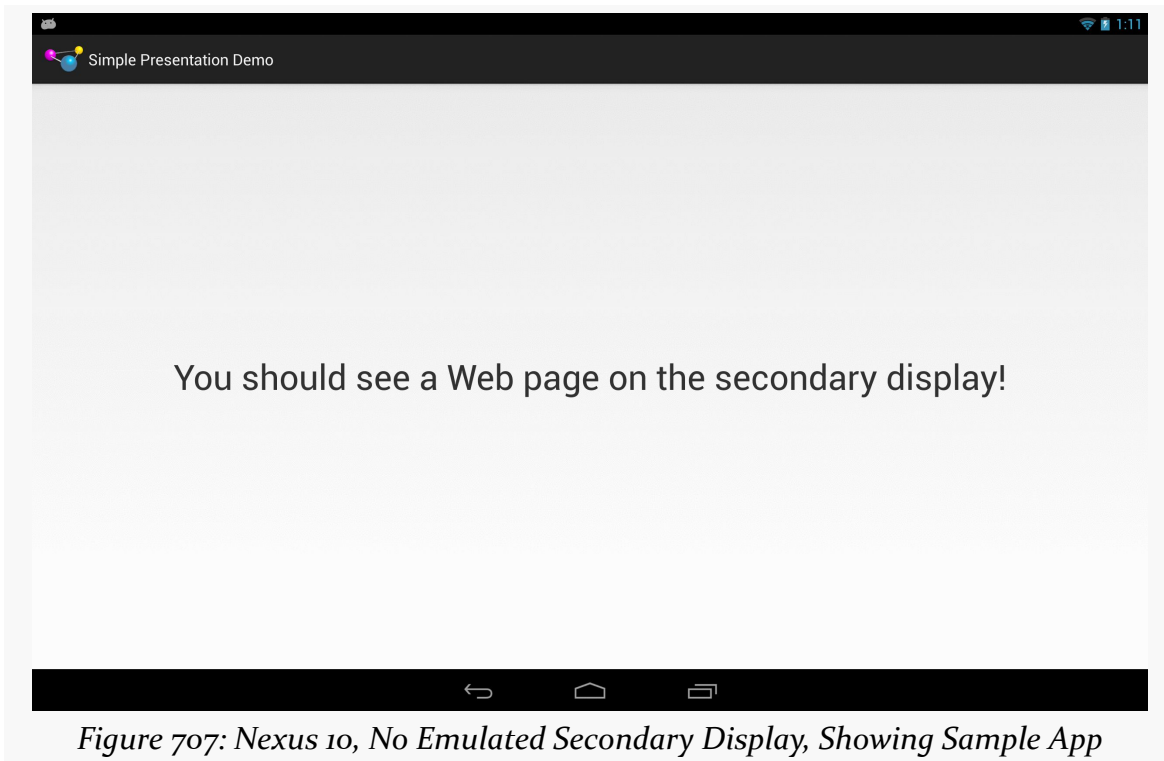 1:11
Simple Presentation Demo
You should see a Web page on the secondary display!
Figure 707: Nexus 10, No Emulated Secondary Display, Showing Sample App